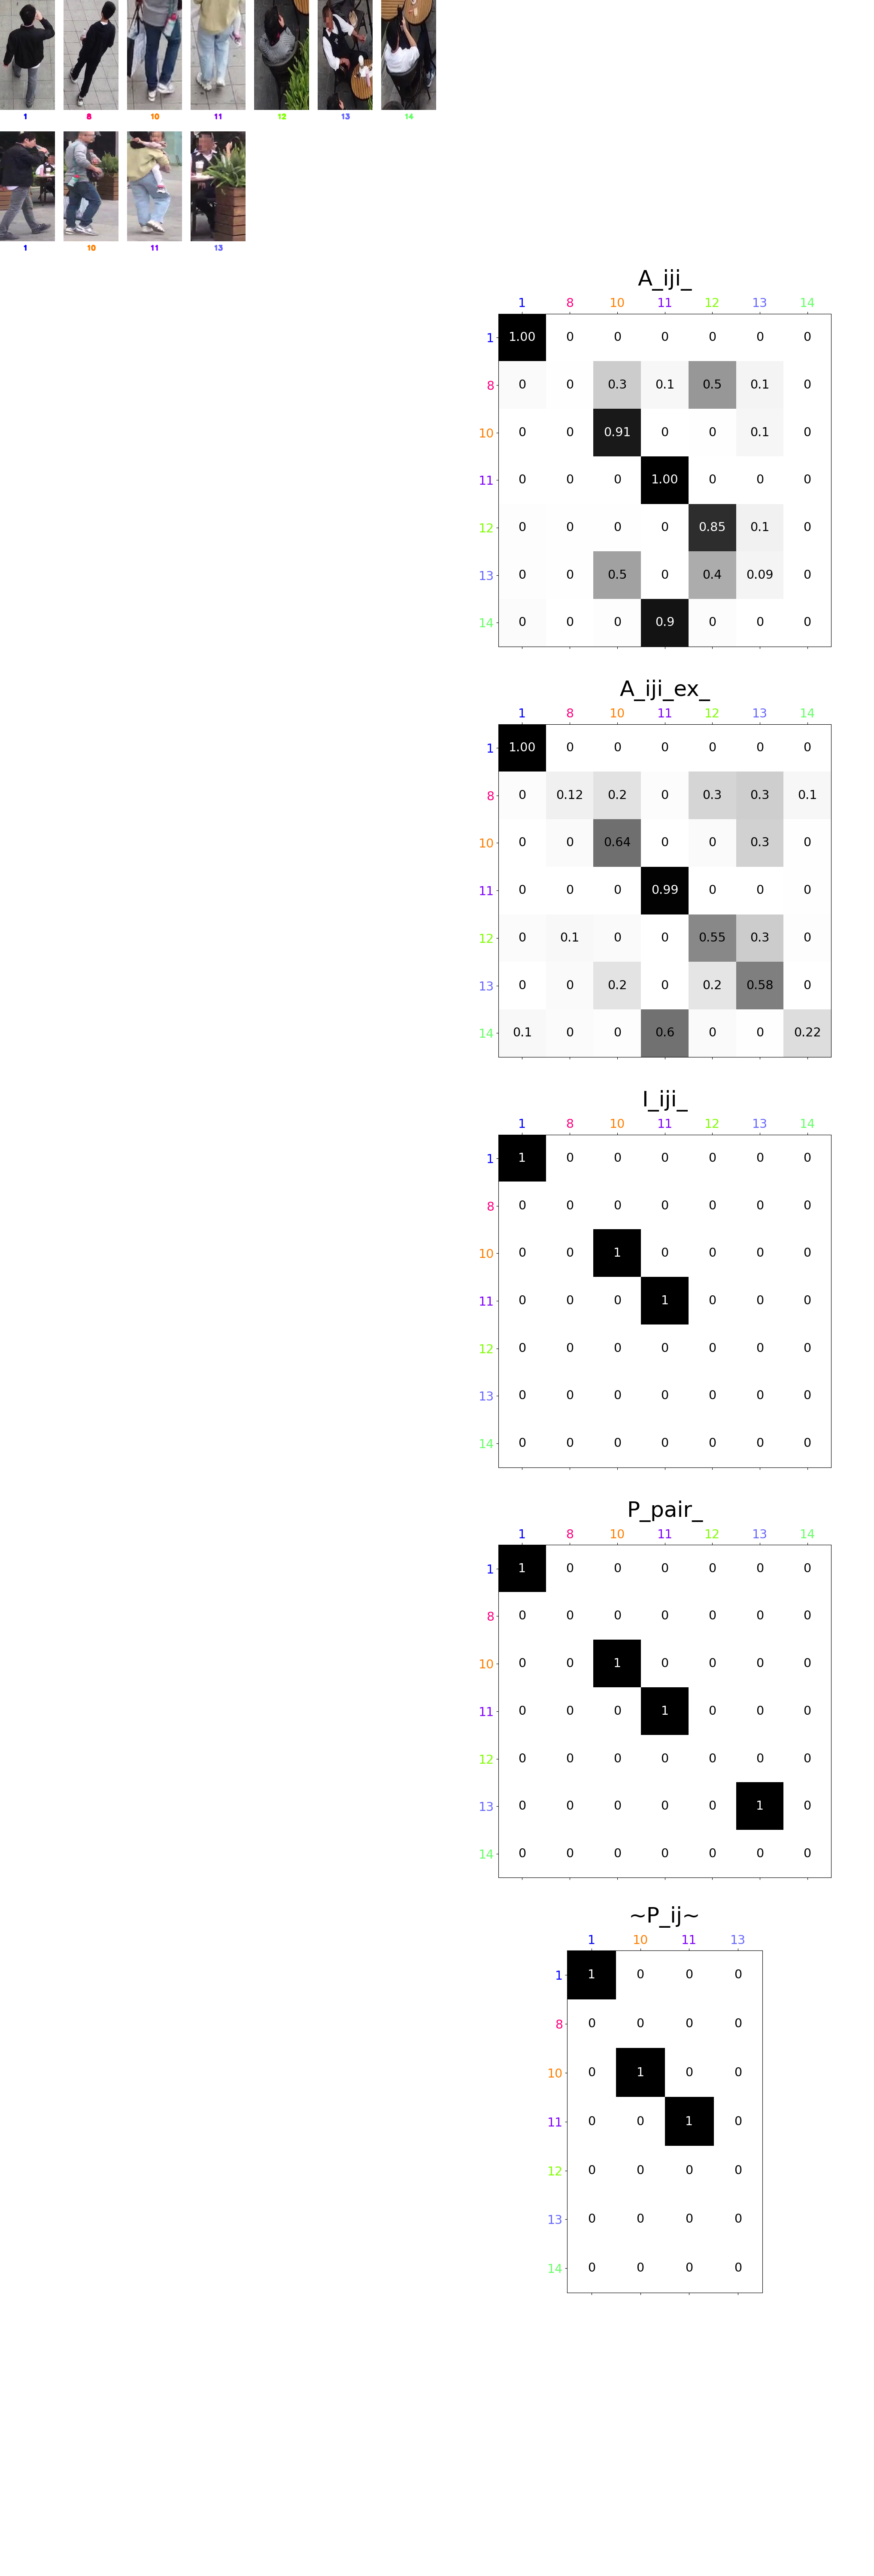 1 8 10 11 12 13 14
1 10 11 13
A_iji_
1 8 10 11 12 13 14
1 1.00 0 0 0 0 0 0
8 0 0 0.3 0.1 0.5 0.1 0
10 0 0 0.91 0 0 0.1 0
11 0 0 0 1.00 0 0 0
12 0 0 0 0 0.85 0.1 0
13 0 0 0.5 0 0.4 0.09 0
14 0 0 0 0.9 0 0 0
A_iji_ex_
1 8 10 11 12 13 14
1 1.00 0 0 0 0 0 0
8 0 0.12 0.2 0 0.3 0.3 0.1
10 0 0 0.64 0 0 0.3 0
11 0 0 0 0.99 0 0 0
12 0 0.1 0 0 0.55 0.3 0
13 0 0 0.2 0 0.2 0.58 0
14 0.1 0 0 0.6 0 0 0.22
I_iji_
1 8 10 11 12 13 14
1 1 0 0 0 0 0 0
8 0 0 0 0 0 0 0
10 0 0 1 0 0 0 0
11 0 0 0 1 0 0 0
12 0 0 0 0 0 0 0
13 0 0 0 0 0 0 0
14 0 0 0 0 0 0 0
P_pair_
1 8 10 11 12 13 14
1 1 0 0 0 0 0 0
8 0 0 0 0 0 0 0
10 0 0 1 0 0 0 0
11 0 0 0 1 0 0 0
12 0 0 0 0 0 0 0
13 0 0 0 0 0 1 0
14 0 0 0 0 0 0 0
~P_ij~
1 10 11 13
1 1 0 0 0
8 0 0 0 0
10 0 1 0 0
11 0 0 1 0
12 0 0 0 0
13 0 0 0 0
14 0 0 0 0